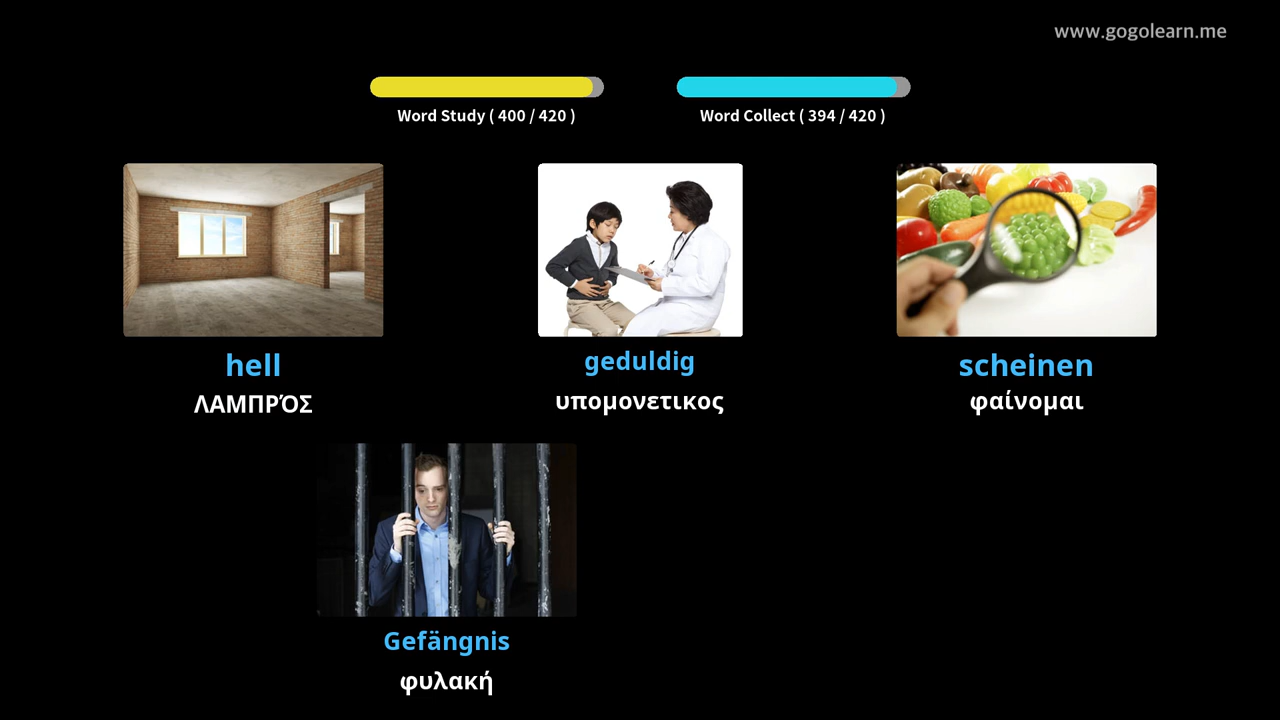 www.gogolearn.me
Word Study ( 400 / 420 )
Word Collect ( 394 / 420 )
hell
ΛΑΜΠΡΌΣ
geduldig
υπομονετικος
scheinen
φαίνομαι
Gefängnis
φυλακή